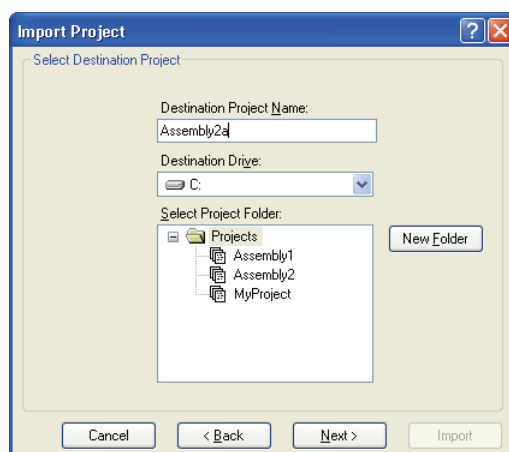 Import Project
Select Destination Project
Destination Project Name:
Assembly2a
Destination Drive:
C:
Select Project Folder:
Projects
New Folder
Assembly1
Assembly2
MyProject
Cancel
< Back
Next >
Import